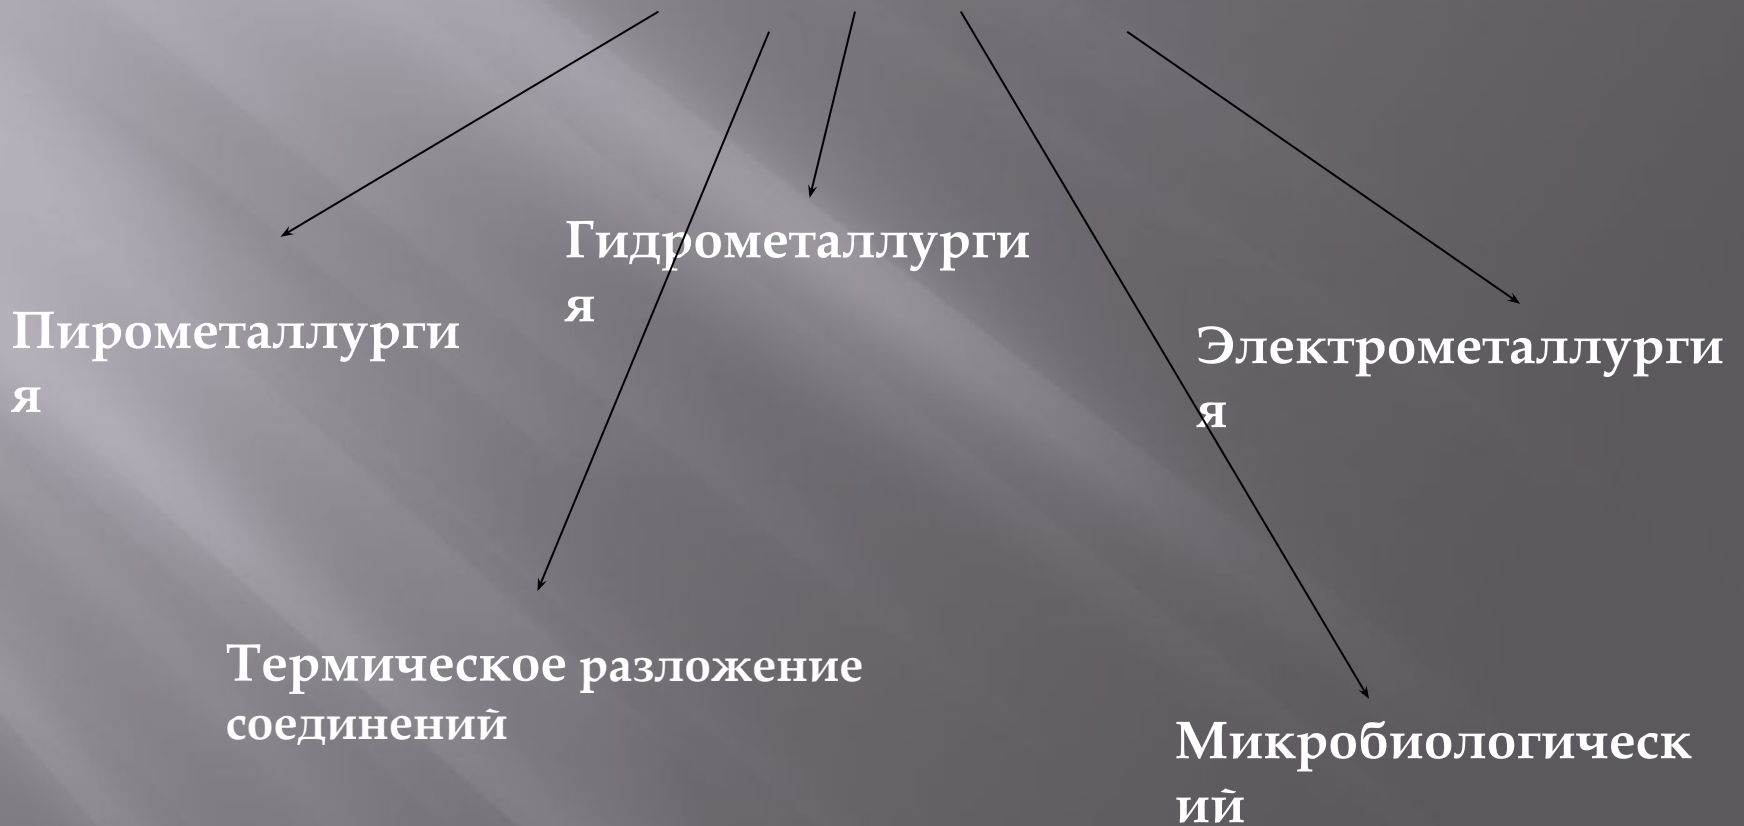 Гидрометаллурги
я
Пирометаллурги
я
Электрометаллурги
я
Термическое разложение
соединений
Микробиологическ
ий